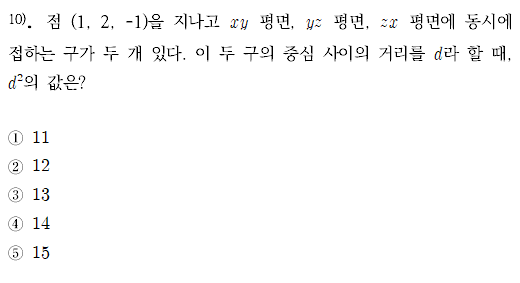 10). 점 (1, 2, -1)을 지나고 xy 평면, yz 평면, zx 평면에 동시에
접하는 구가 두 개 있다. 이 두 구의 중심 사이의 거리를 d라 할 때,
d²의 값은?
① 11
② 12
③ 13
④ 14
⑤ 15